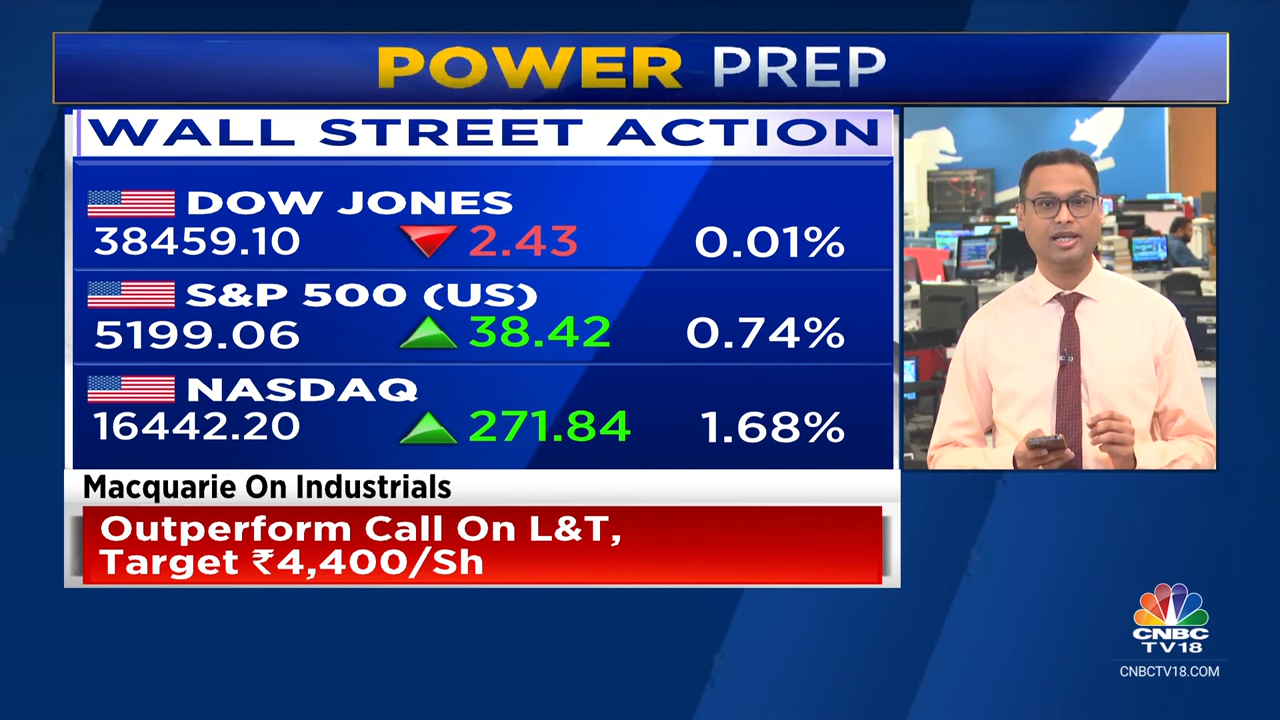 POWER PREP
WALL STREET ACTION
DOW JONES
38459.10 2.43 0.01%
S&P 500 (US)
5199.06 38.42 0.74%
NASDAQ
16442.20 271.84 1.68%
Macquarie On Industrials
Outperform Call On L&T,
Target ₹4,400/Sh
CNBC
TV18
CNBCTV18.COM